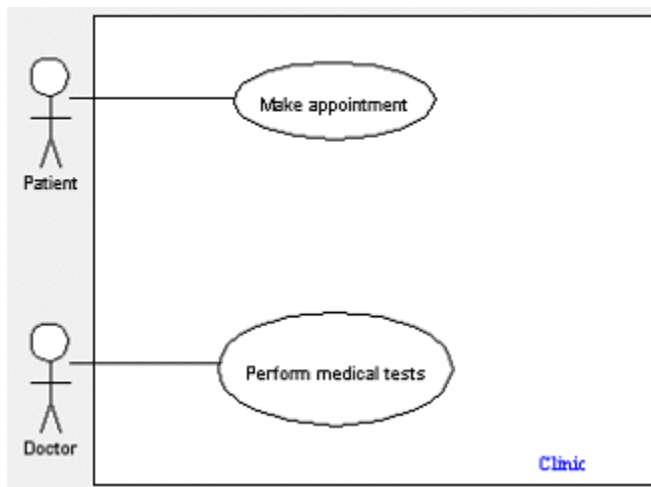 Make appointment
Patient
Perform medical tests
Doctor
Clinic